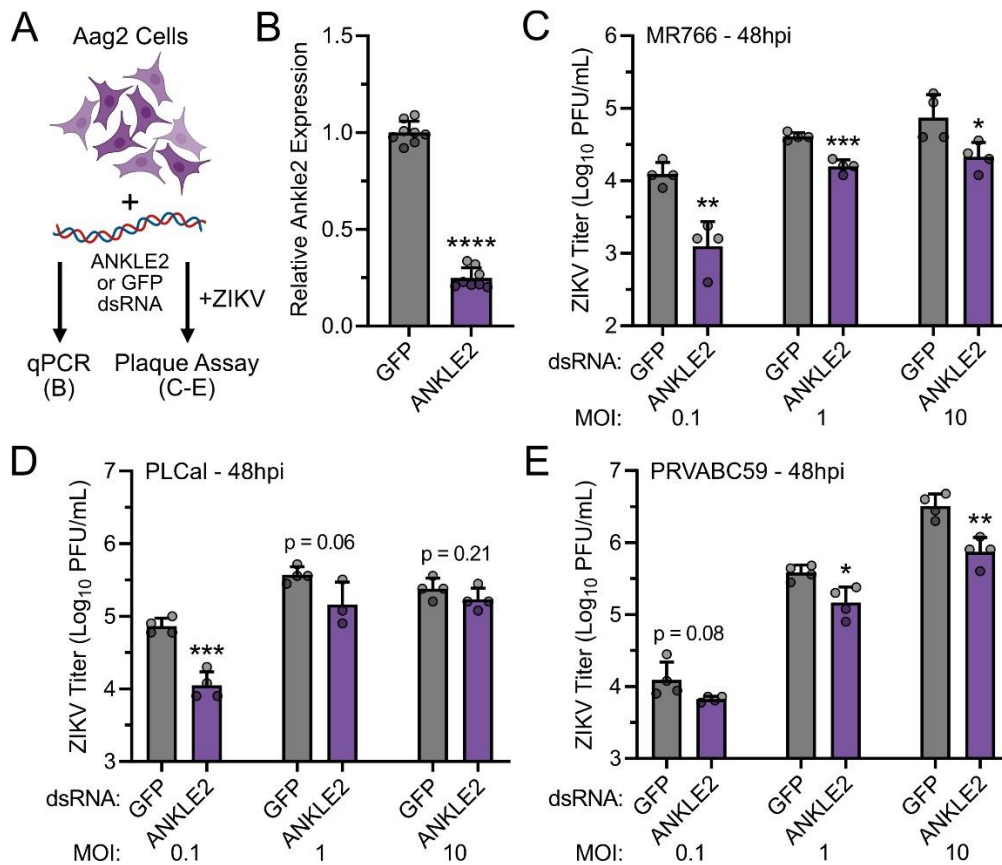 A
Aag2 Cells
+
ANKLE2
or GFP
dsRNA
+ZIKV
qPCR
(B)
Plaque Assay
(C-E)
B
Relative Ankle2 Expression
1.5
1.0
0.5
0.0
****
GFP
ANKLE2
C
MR766 - 48hpi
ZIKV Titer (Log10 PFU/mL)
6
5
4
3
2
**
***
*
dsRNA:
GFP
ANKLE2
GFP
ANKLE2
GFP
ANKLE2
MOI: 0.1 1 10
D
PLCal - 48hpi
ZIKV Titer (Log10 PFU/mL)
7
6
5
4
3
***
p = 0.06
p = 0.21
dsRNA:
GFP
ANKLE2
GFP
ANKLE2
GFP
ANKLE2
MOI: 0.1 1 10
E
PRVABC59 - 48hpi
ZIKV Titer (Log10 PFU/mL)
7
6
5
4
3
p = 0.08
*
**
dsRNA:
GFP
ANKLE2
GFP
ANKLE2
GFP
ANKLE2
MOI: 0.1 1 10